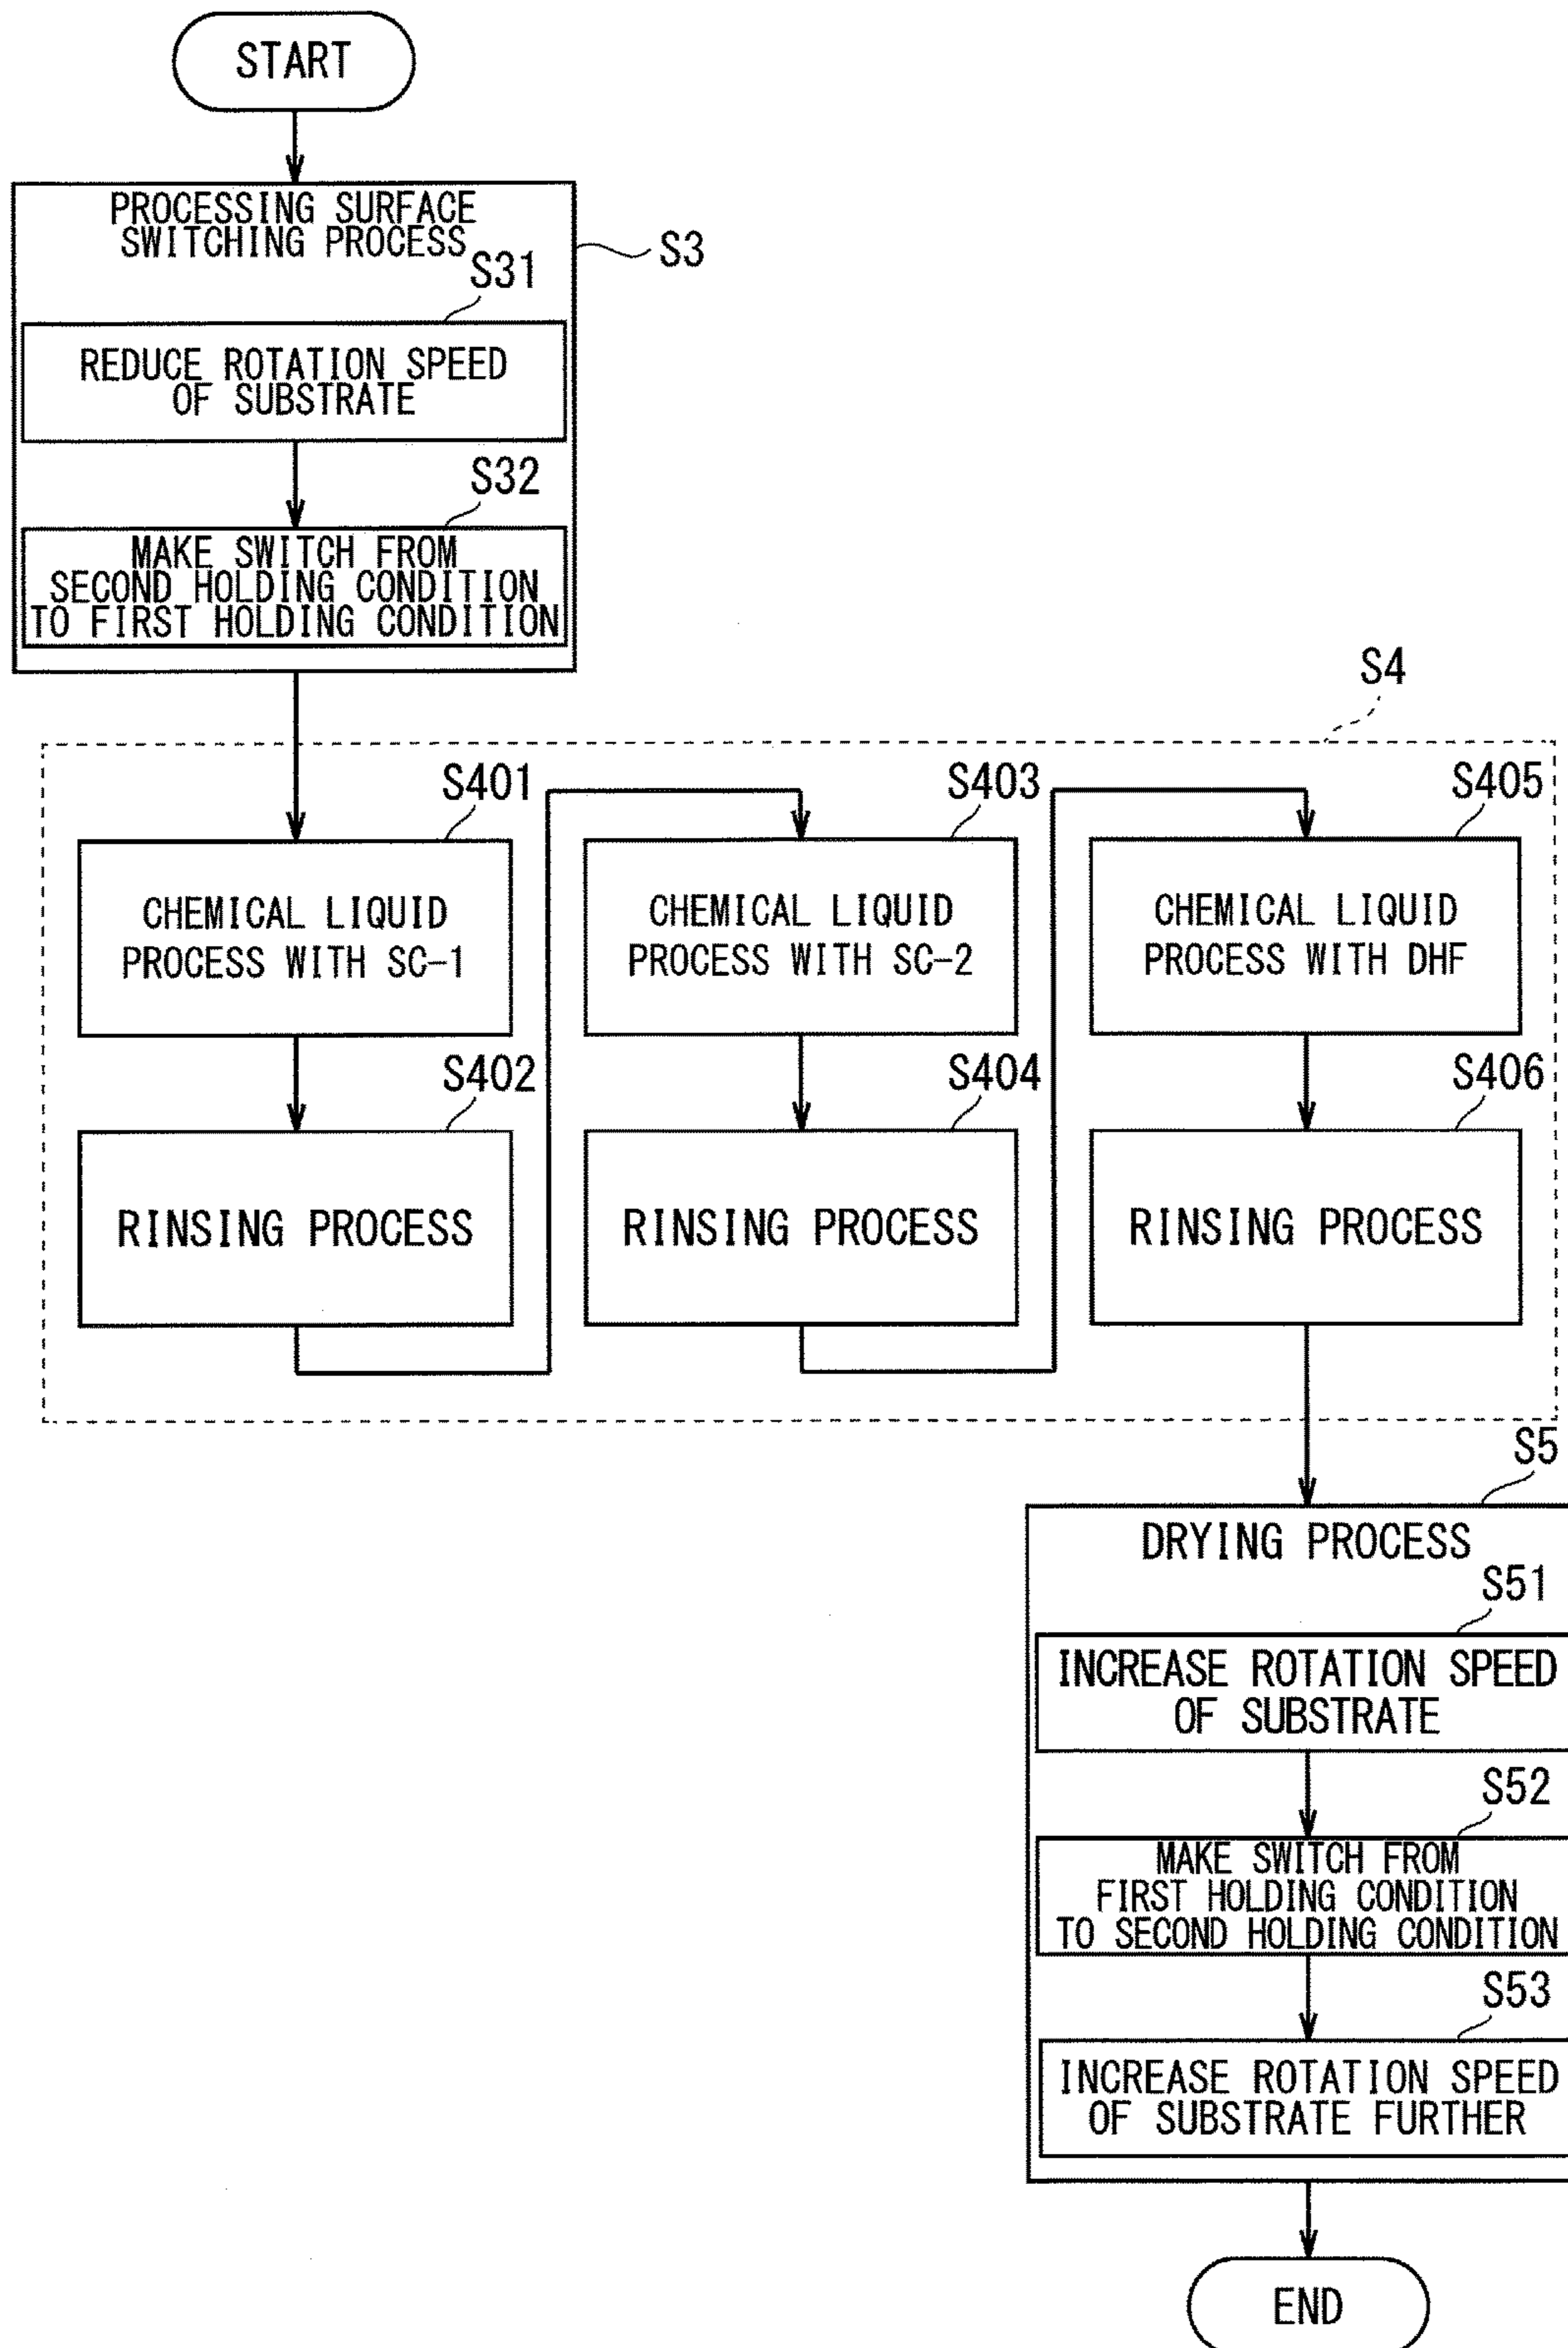 START
PROCESSING SURFACE
SWITCHING PROCESS
S3
S31
REDUCE ROTATION SPEED
OF SUBSTRATE
S32
MAKE SWITCH FROM
SECOND HOLDING CONDITION
TO FIRST HOLDING CONDITION
S4
S401
CHEMICAL LIQUID
PROCESS WITH SC-1
S402
RINSING PROCESS
S403
CHEMICAL LIQUID
PROCESS WITH SC-2
S404
RINSING PROCESS
S405
CHEMICAL LIQUID
PROCESS WITH DHF
S406
RINSING PROCESS
S5
DRYING PROCESS
S51
INCREASE ROTATION SPEED
OF SUBSTRATE
S52
MAKE SWITCH FROM
FIRST HOLDING CONDITION
TO SECOND HOLDING CONDITION
S53
INCREASE ROTATION SPEED
OF SUBSTRATE FURTHER
END